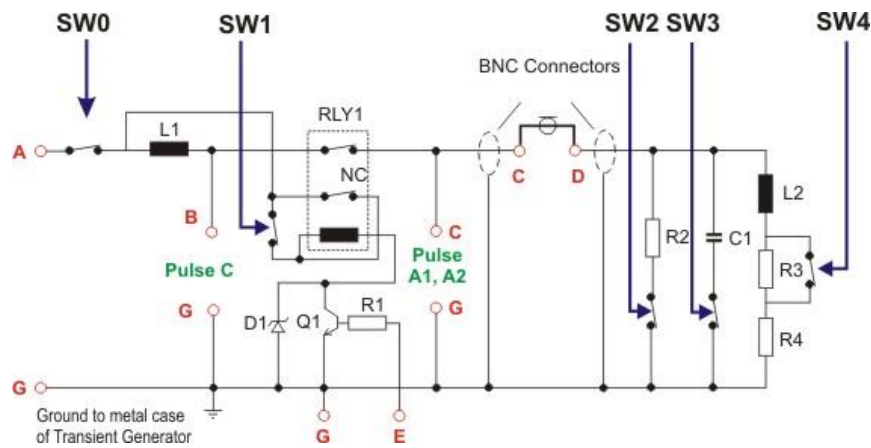 SW0
SW1
SW2 SW3
SW4
BNC Connectors
RLY1
L1
A
NC
C
D
L2
B
C
R2
C1
R3
Pulse C
Pulse
A1, A2
G
G
D1
Q1
R1
R4
G
Ground to metal case
of Transient Generator
G
E